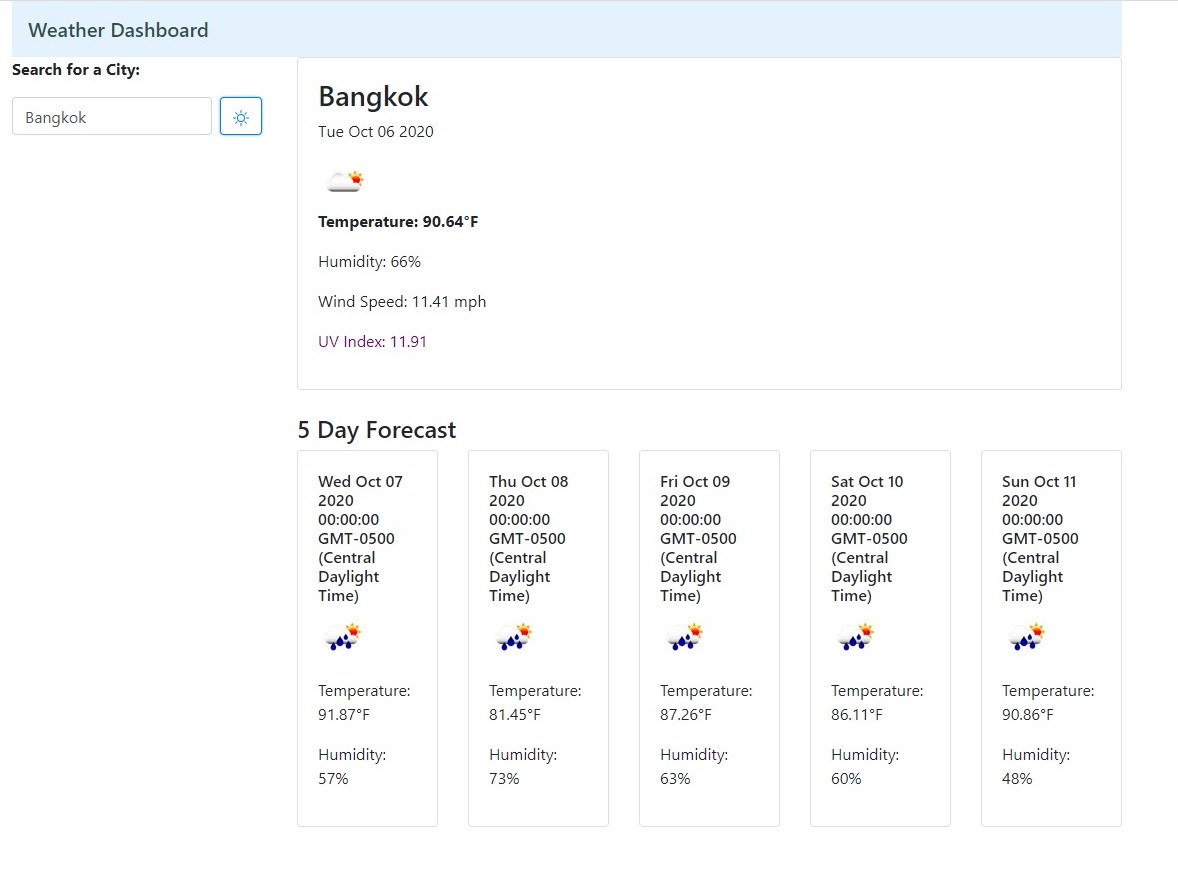 Weather Dashboard
Search for a City:
Bangkok
Bangkok
Tue Oct 06 2020
Temperature: 90.64°F
Humidity: 66%
Wind Speed: 11.41 mph
UV Index: 11.91
5 Day Forecast
Wed Oct 07
2020
00:00:00
GMT-0500
(Central
Daylight
Time)
Temperature:
91.87°F
Humidity:
57%
Thu Oct 08
2020
00:00:00
GMT-0500
(Central
Daylight
Time)
Temperature:
81.45°F
Humidity:
73%
Fri Oct 09
2020
00:00:00
GMT-0500
(Central
Daylight
Time)
Temperature:
87.26°F
Humidity:
63%
Sat Oct 10
2020
00:00:00
GMT-0500
(Central
Daylight
Time)
Temperature:
86.11°F
Humidity:
60%
Sun Oct 11
2020
00:00:00
GMT-0500
(Central
Daylight
Time)
Temperature:
90.86°F
Humidity:
48%